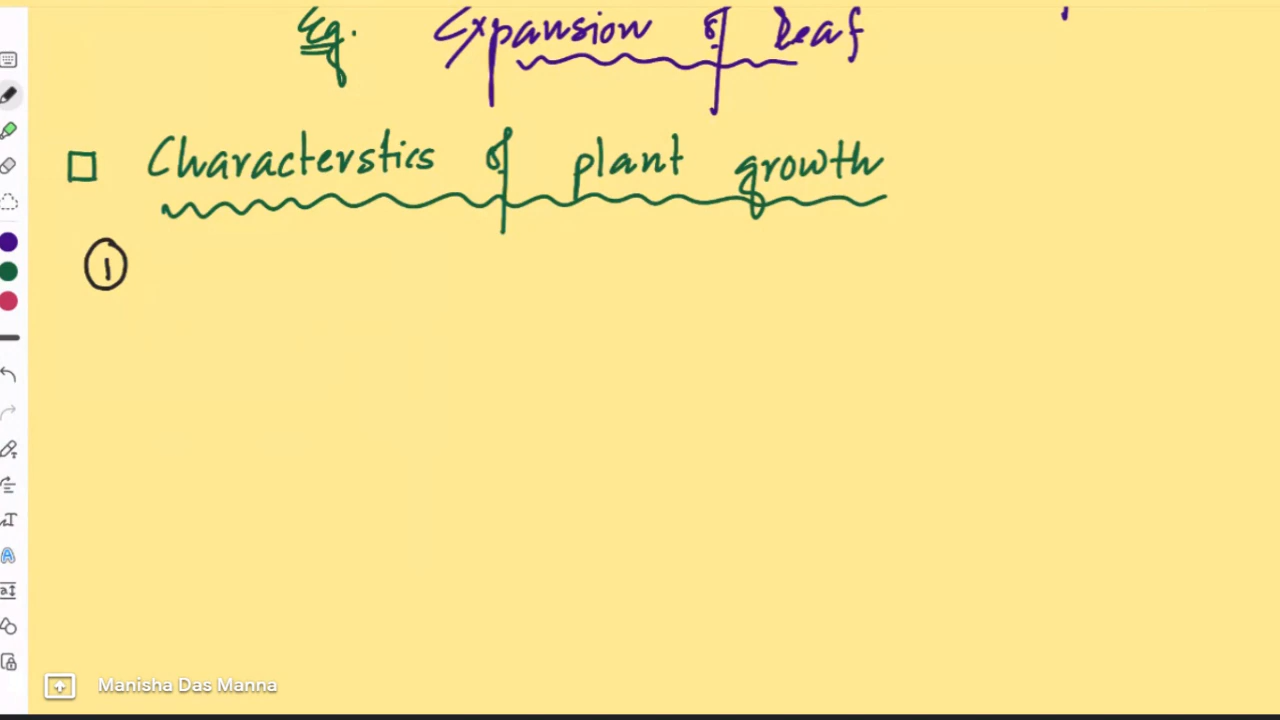 Eg. Expansion of Leaf
□ Characterstics of plant growth
①
Manisha Das Manna